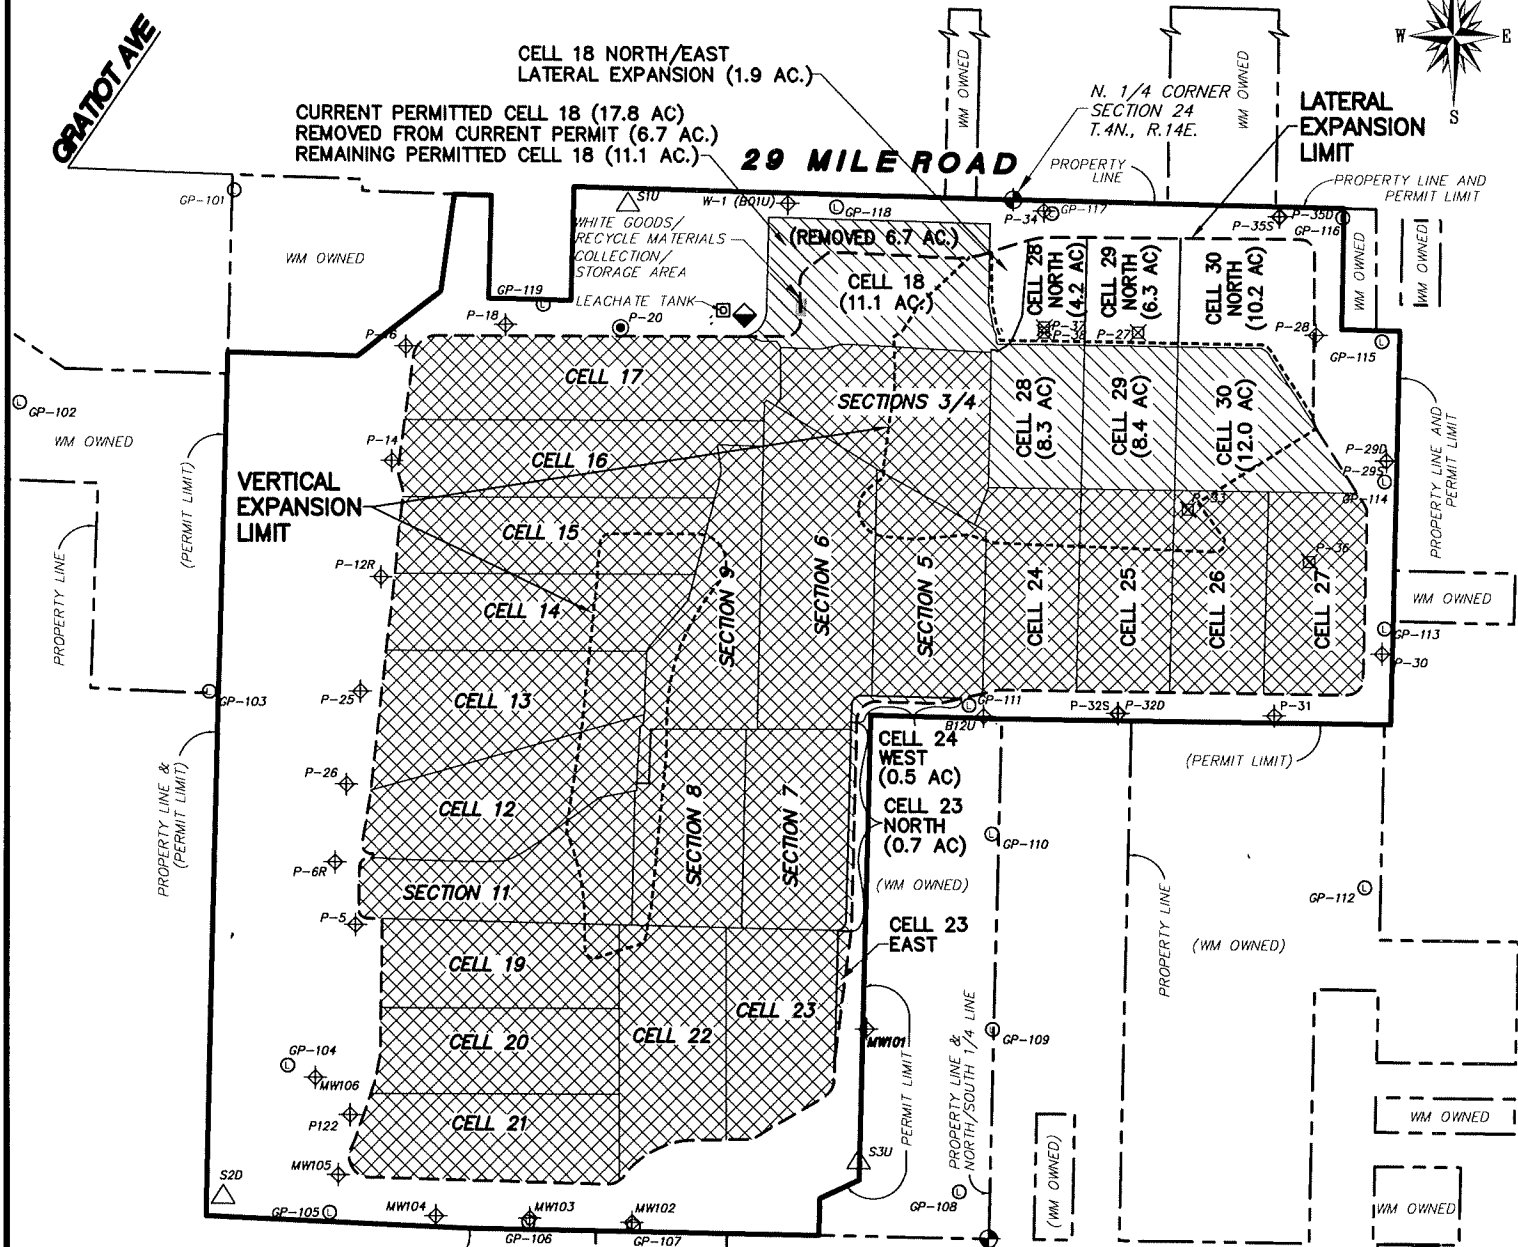 GRATIOT AVE
CELL 18 NORTH/EAST
LATERAL EXPANSION (1.9 AC.)
CURRENT PERMITTED CELL 18 (17.8 AC)
REMOVED FROM CURRENT PERMIT (6.7 AC.)
REMAINING PERMITTED CELL 18 (11.1 AC.)
29 MILE ROAD
WM OWNED
N. 1/4 CORNER
SECTION 24
T.4N., R.14E.
WM OWNED
LATERAL
EXPANSION
LIMIT
W
E
S
PROPERTY
LINE
PROPERTY LINE AND
PERMIT LIMIT
GP-101
S1U
W-1 (B01U)
GP-118
P-34
GP-117
P-35S
P-35D
GP-116
WM OWNED
WHITE GOODS/
RECYCLE MATERIALS
COLLECTION/
STORAGE AREA
LEACHATE TANK
(REMOVED 6.7 AC.)
CELL 18
(11.1 AC.)
CELL 28
NORTH
(4.2 AC)
CELL 29
NORTH
(6.3 AC)
CELL 30
NORTH
(10.2 AC)
WM OWNED
WM OWNED
GP-119
P-18
P-20
P-16
P-37
P-38
P-27
P-28
GP-115
GP-102
WM OWNED
CELL 17
SECTIONS 3/4
CELL 28
(8.3 AC)
CELL 29
(8.4 AC)
CELL 30
(12.0 AC)
PROPERTY LINE AND
PERMIT LIMIT
P-14
CELL 16
P-29D
P-29S
GP-114
VERTICAL
EXPANSION
LIMIT
(PERMIT LIMIT)
PROPERTY LINE
CELL 15
P-33
P-36
P-12R
CELL 14
SECTION 9
SECTION 6
SECTION 5
CELL 24
CELL 25
CELL 26
CELL 27
WM OWNED
GP-113
P-30
GP-103
P-25
CELL 13
GP-111
B12U
P-32S
P-32D
P-31
PROPERTY LINE &
(PERMIT LIMIT)
P-26
CELL 12
SECTION 8
SECTION 7
CELL 24
WEST
(0.5 AC)
CELL 23
NORTH
(0.7 AC)
(PERMIT LIMIT)
GP-110
P-6R
SECTION 11
(WM OWNED)
GP-112
P-5
CELL 23
EAST
PROPERTY LINE
(WM OWNED)
CELL 19
CELL 20
CELL 22
CELL 23
MW101
GP-109
GP-104
MW106
P122
CELL 21
PERMIT LIMIT
PROPERTY LINE &
NORTH/SOUTH 1/4 LINE
WM OWNED
(WM OWNED)
MW105
S2D
S3U
GP-105
MW104
MW103
GP-106
MW102
GP-107
GP-108
WM OWNED